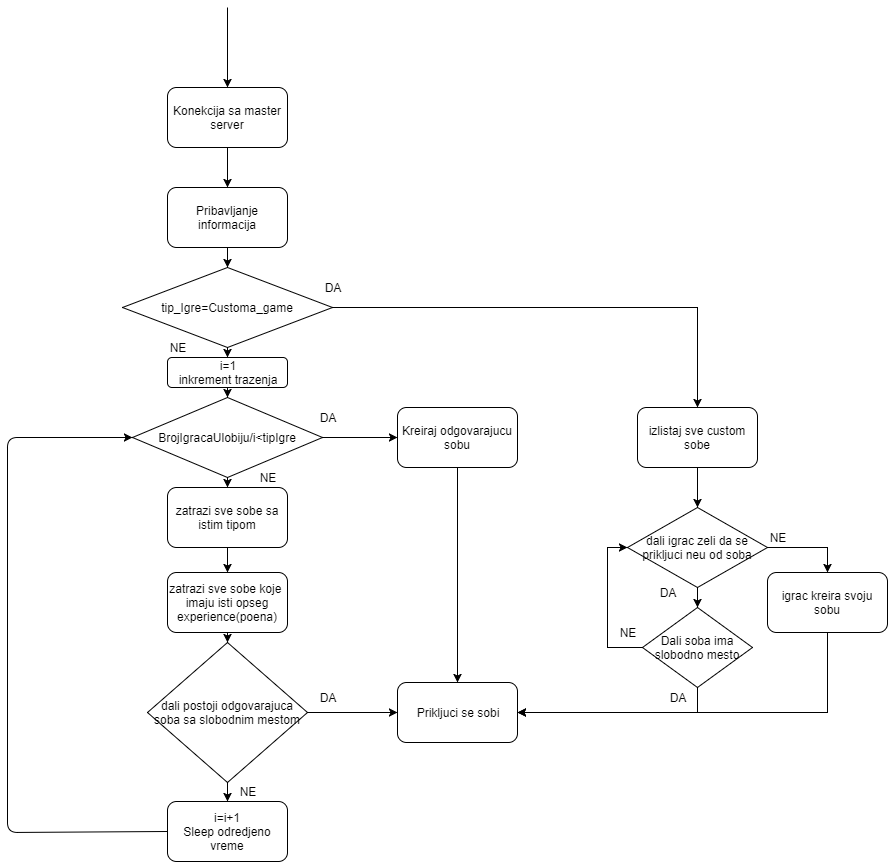 Konekcija sa master
server
Pribavljanje
informacija
tip_Igre=Customa_game
DA
NE
i=1
inkrement trazenja
BrojIgracaUlobiju/i<tipIgre
DA
NE
Kreiraj odgovarajucu
sobu
izlistaj sve custom
sobe
zatrazi sve sobe sa
istim tipom
dali igrac zeli da se
prikljuci neu od soba
NE
DA
zatrazi sve sobe koje
imaju isti opseg
experience(poena)
igrac kreira svoju
sobu
Dali soba ima
slobodno mesto
NE
DA
dali postoji odgovarajuca
soba sa slobodnim mestom
DA
NE
Prikljuci se sobi
i=i+1
Sleep odredjeno
vreme